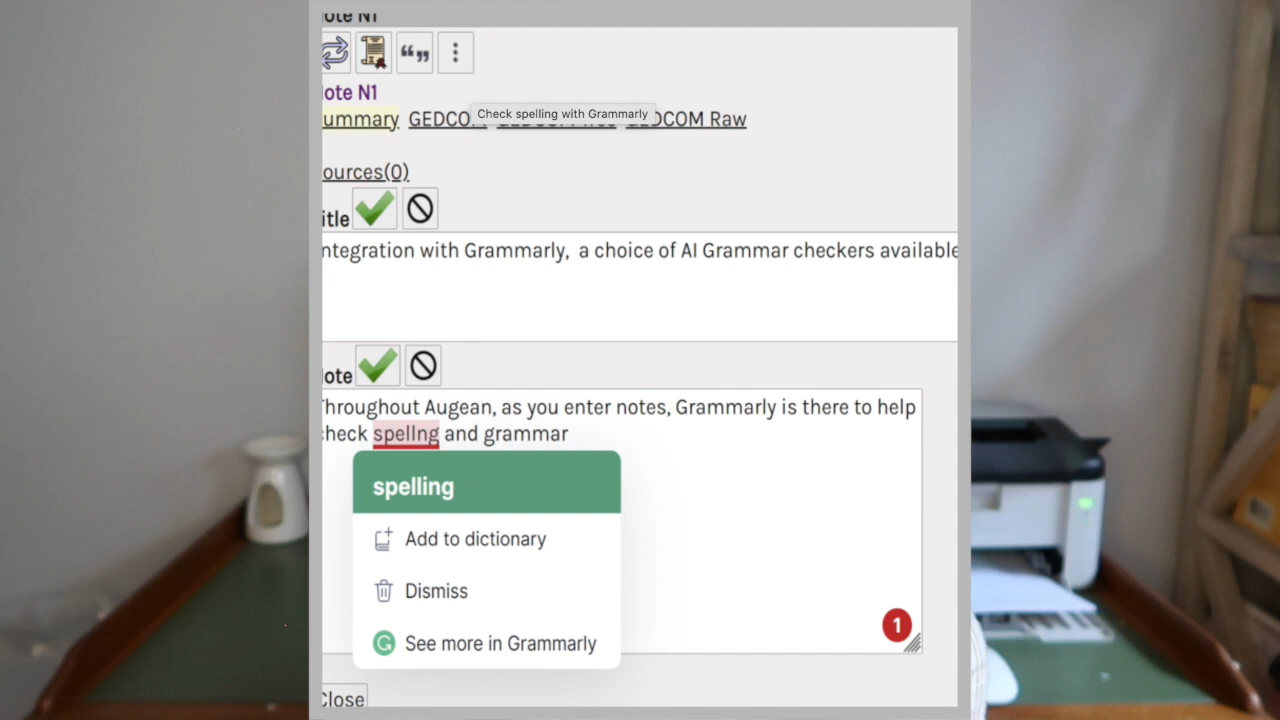 ote N1
ote N1
Check spelling with Grammarly
ummary GEDCO DCOM Raw
ources(0)
itle
ntegration with Grammarly, a choice of AI Grammar checkers available
ote
Throughout Augean, as you enter notes, Grammarly is there to help
check spellng and grammar
spelling
Add to dictionary
Dismiss
1
See more in Grammarly
Close